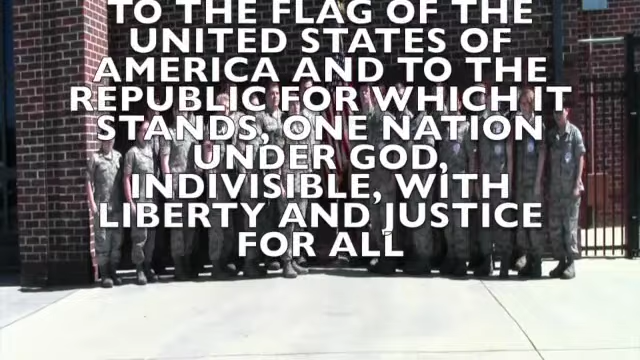 TO THE FLAG OF THE
UNITED STATES OF
AMERICA AND TO THE
REPUBLIC FOR WHICH IT
STANDS, ONE NATION
UNDER GOD,
INDIVISIBLE, WITH
LIBERTY AND JUSTICE
FOR ALL